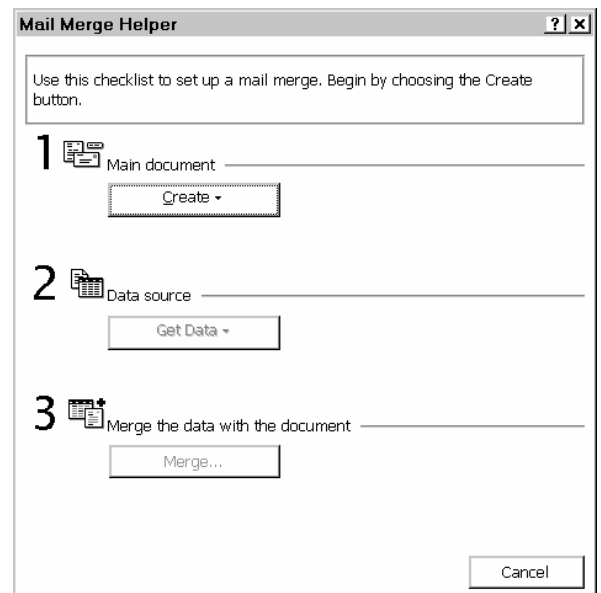 Mail Merge Helper
Use this checklist to set up a mail merge. Begin by choosing the Create
button.
1 Main document
Create
2 Data source
Get Data
3 Merge the data with the document
Merge...
Cancel